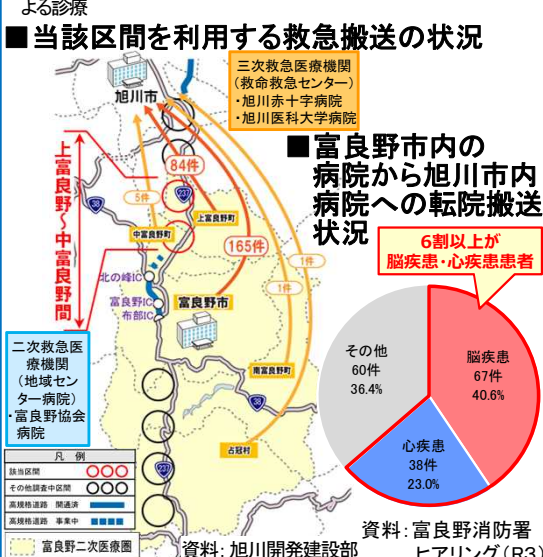 よる診療
■当該区間を利用する救急搬送の状況
三次救急医療機関
(救命救急センター)
・旭川赤十字病院
・旭川医科大学病院
旭川市
■富良野市内の
病院から旭川市内
病院への転院搬送
状況
84件
上富良野~中富良野間
237
38
5件
上富良野町
中富良野町
165件
1件
1件
北の峰IC
富良野IC
布部IC
富良野市
6割以上が
脳疾患・心疾患患者
二次救急医
療機関
(地域セン
ター病院)
・富良野協会
病院
その他
60件
36.4%
脳疾患
67件
40.6%
心疾患
38件
23.0%
南富良野町
38
占冠村
237
凡 例
該当区間
その他調査中区間
高規格道路 開通済
高規格道路 事業中
富良野二次医療圏
資料:旭川開発建設部
資料:富良野消防署
ヒアリング(R3)